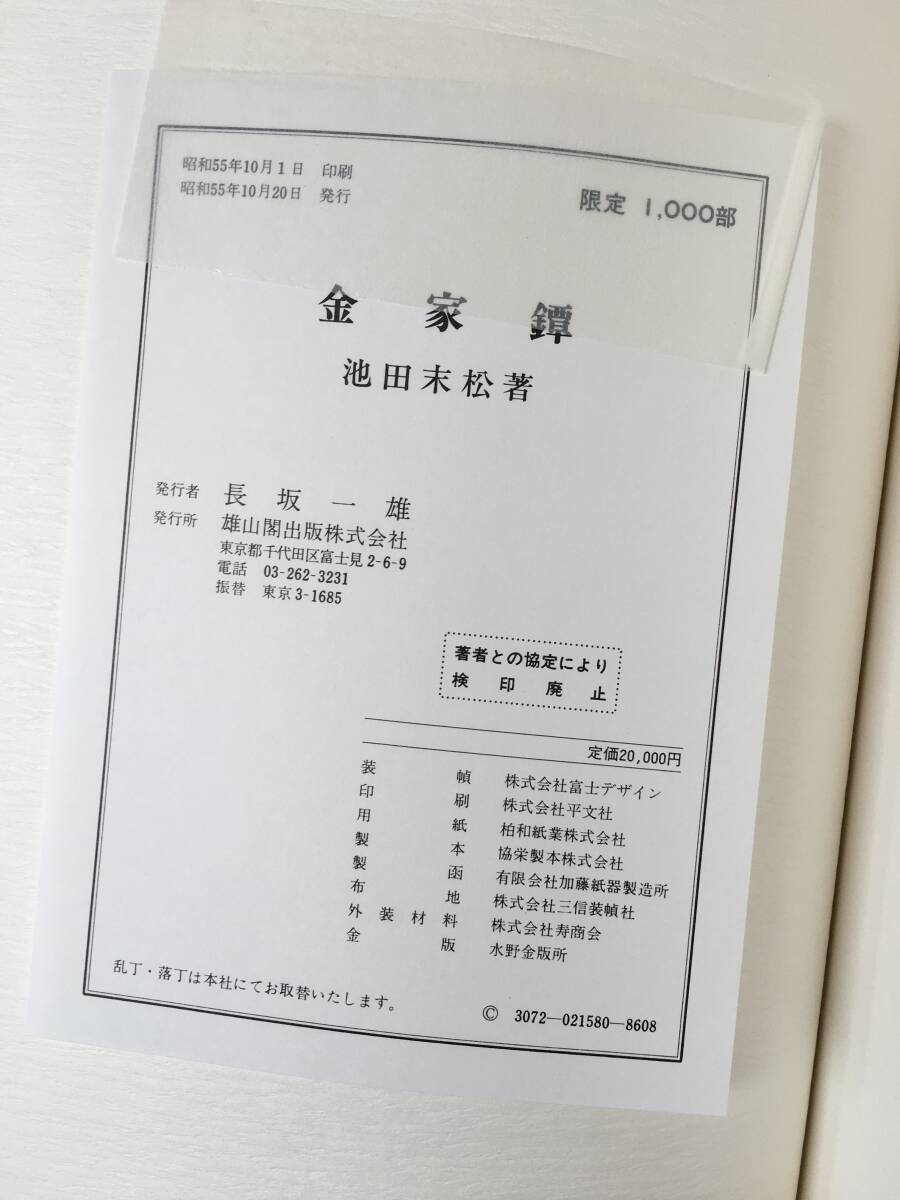 昭和55年10月1日 印刷
昭和55年10月20日 発行
限定 1,000部
金家鐔
池田末松著
発行者 長坂一雄
発行所 雄山閣出版株式会社
東京都千代田区富士見2-6-9
電話 03-262-3231
振替 東京3-1685
著者との協定により
検印廃止
定価20,000円
装幀 株式会社富士デザイン
印刷 株式会社平文社
用紙 柏和紙業株式会社
製本 協栄製本株式会社
製函 有限会社加藤紙器製造所
布地 株式会社三信装幀社
外装材料 株式会社寿商会
金版 水野金版所
乱丁・落丁は本社にてお取替いたします。
© 3072—021580—8608